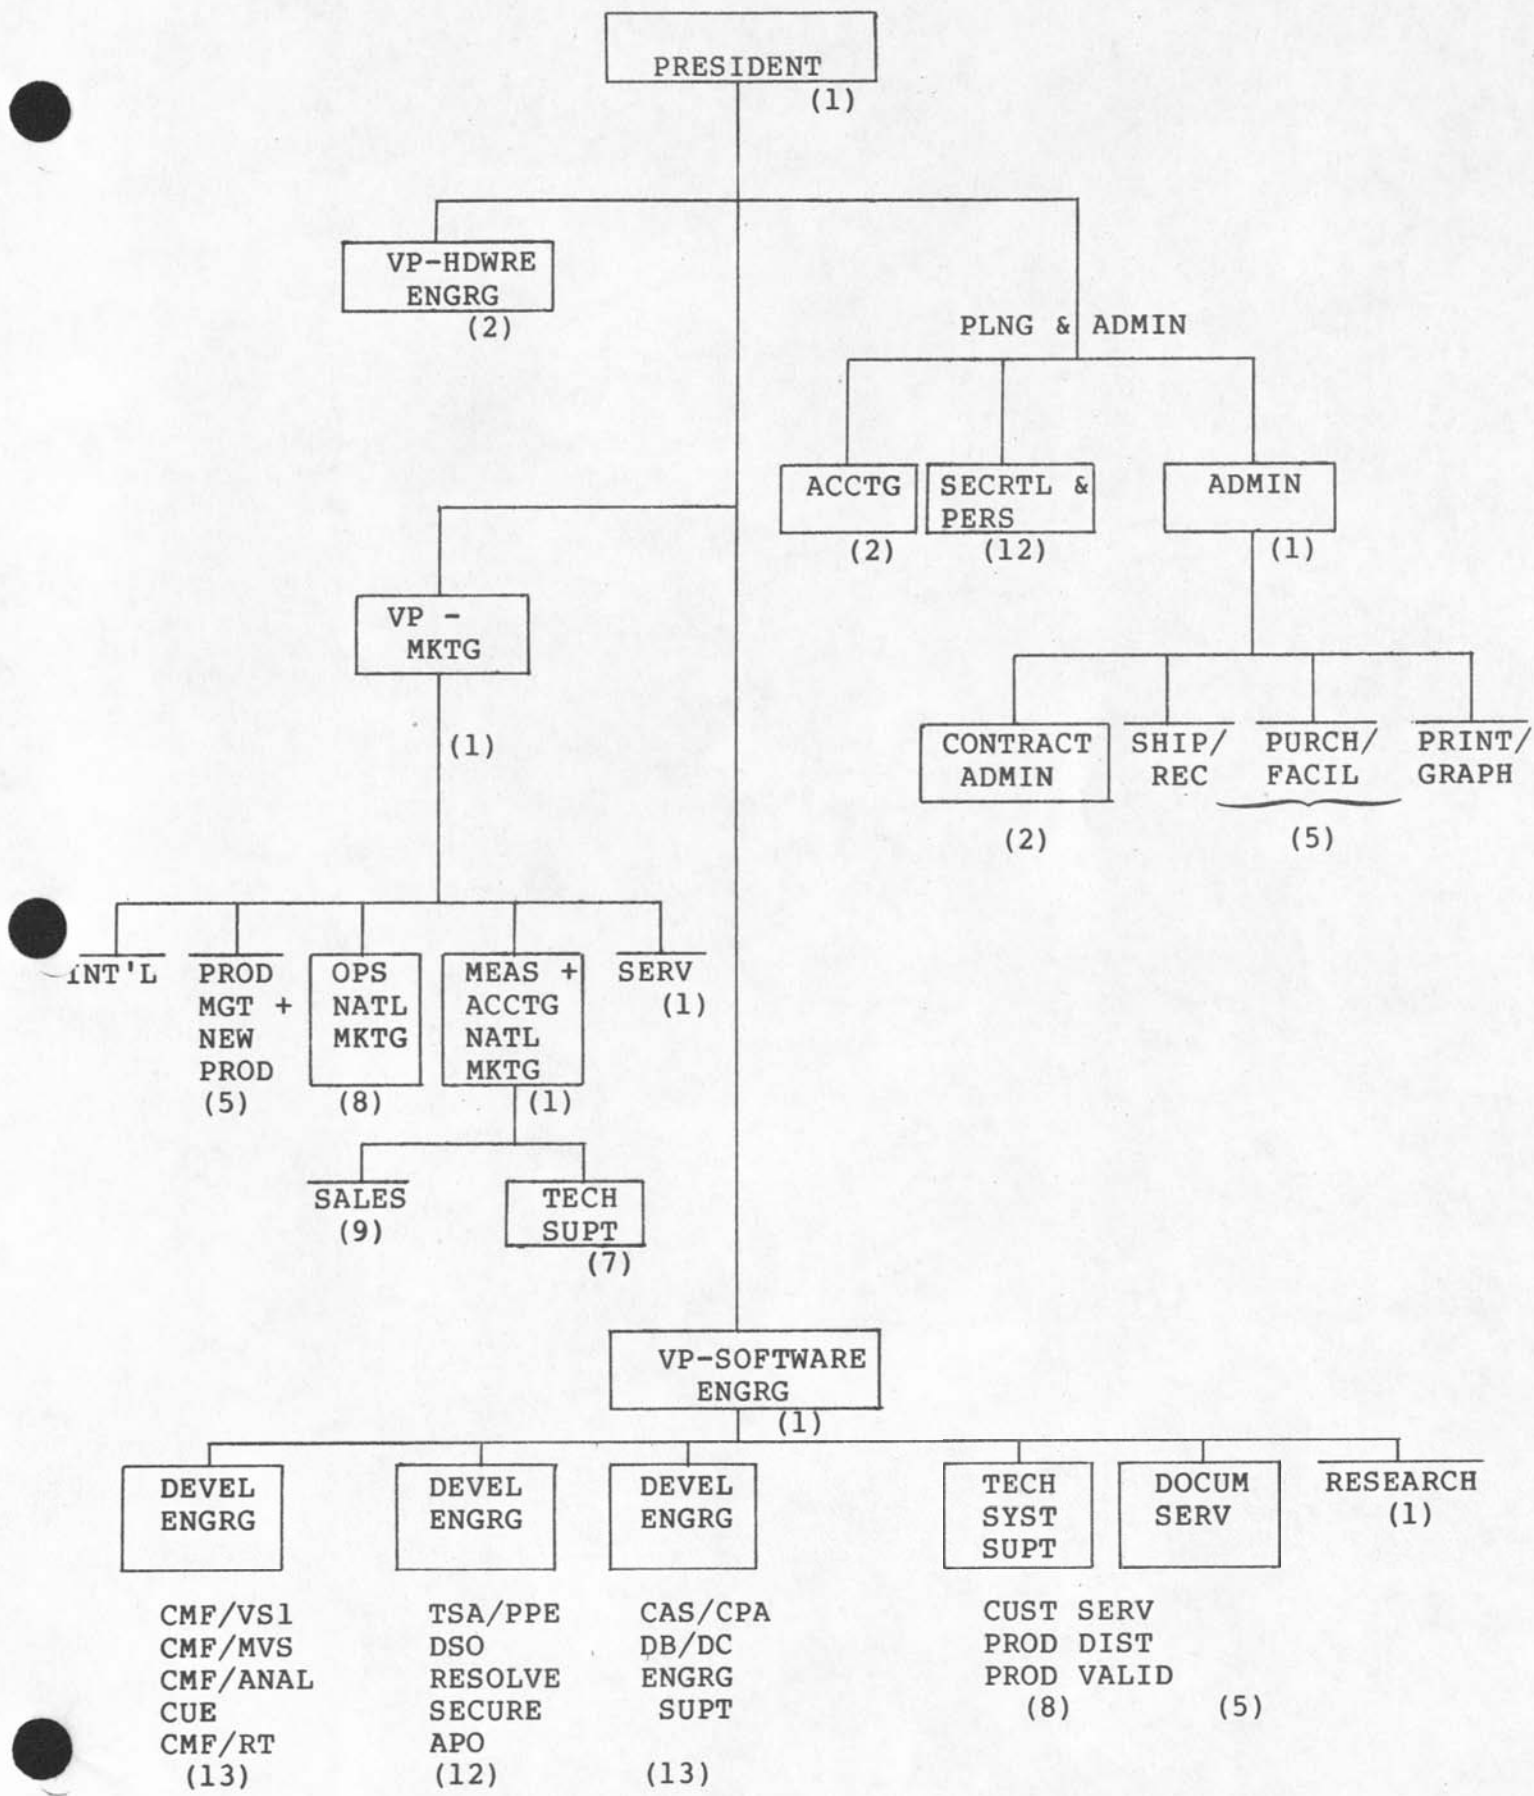 PRESIDENT
(1)
VP-HDWRE
ENGRG
(2)
PLNG & ADMIN
ACCTG
(2)
SECRTL &
PERS
(12)
ADMIN
(1)
VP -
MKTG
(1)
CONTRACT
ADMIN
(2)
SHIP/
REC
PURCH/
FACIL
(5)
PRINT/
GRAPH
INT'L
PROD
MGT +
NEW
PROD
(5)
OPS
NATL
MKTG
(8)
MEAS +
ACCTG
NATL
MKTG
(1)
SERV
(1)
SALES
(9)
TECH
SUPT
(7)
VP-SOFTWARE
ENGRG
(1)
DEVEL
ENGRG
CMF/VS1
CMF/MVS
CMF/ANAL
CUE
CMF/RT
(13)
DEVEL
ENGRG
TSA/PPE
DSO
RESOLVE
SECURE
APO
(12)
DEVEL
ENGRG
CAS/CPA
DB/DC
ENGRG
SUPT
(13)
TECH
SYST
SUPT
CUST SERV
PROD DIST
PROD VALID
(8)
DOCUM
SERV
(5)
RESEARCH
(1)